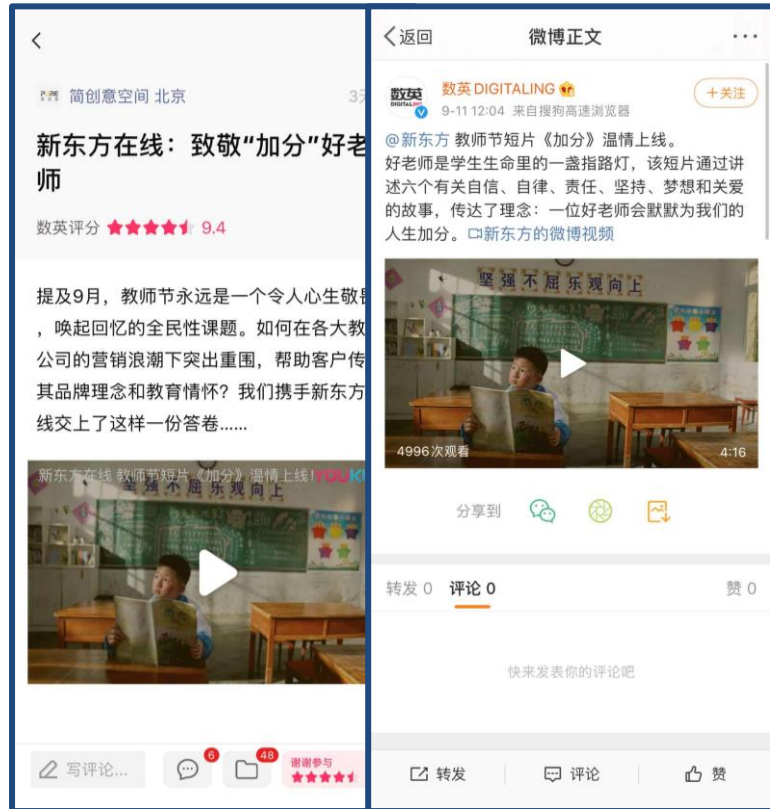 简创意空间 北京
3天
新东方在线：致敬“加分”好老
师
数英评分 9.4
提及9月，教师节永远是一个令人心生敬畏
，唤起回忆的全民性课题。如何在各大教
公司的营销浪潮下突出重围，帮助客户传
其品牌理念和教育情怀？我们携手新东方
线交上了这样一份答卷......
新东方在线 教师节短片《加分》温情上线!YOUKU
坚强不屈乐观向上
写评论...
6
48
谢谢参与
返回
微博正文
数英
DIGITALING
数英DIGITALING
+关注
9-11 12:04 来自搜狗高速浏览器
@新东方 教师节短片《加分》温情上线。
好老师是学生生命里的一盏指路灯，该短片通过讲
述六个有关自信、自律、责任、坚持、梦想和关爱
的故事，传达了理念：一位好老师会默默为我们的
人生加分。新东方的微博视频
坚强不屈乐观向上
4996次观看
4:16
分享到
转发 0 评论 0
赞 0
快来发表你的评论吧
转发
评论
赞